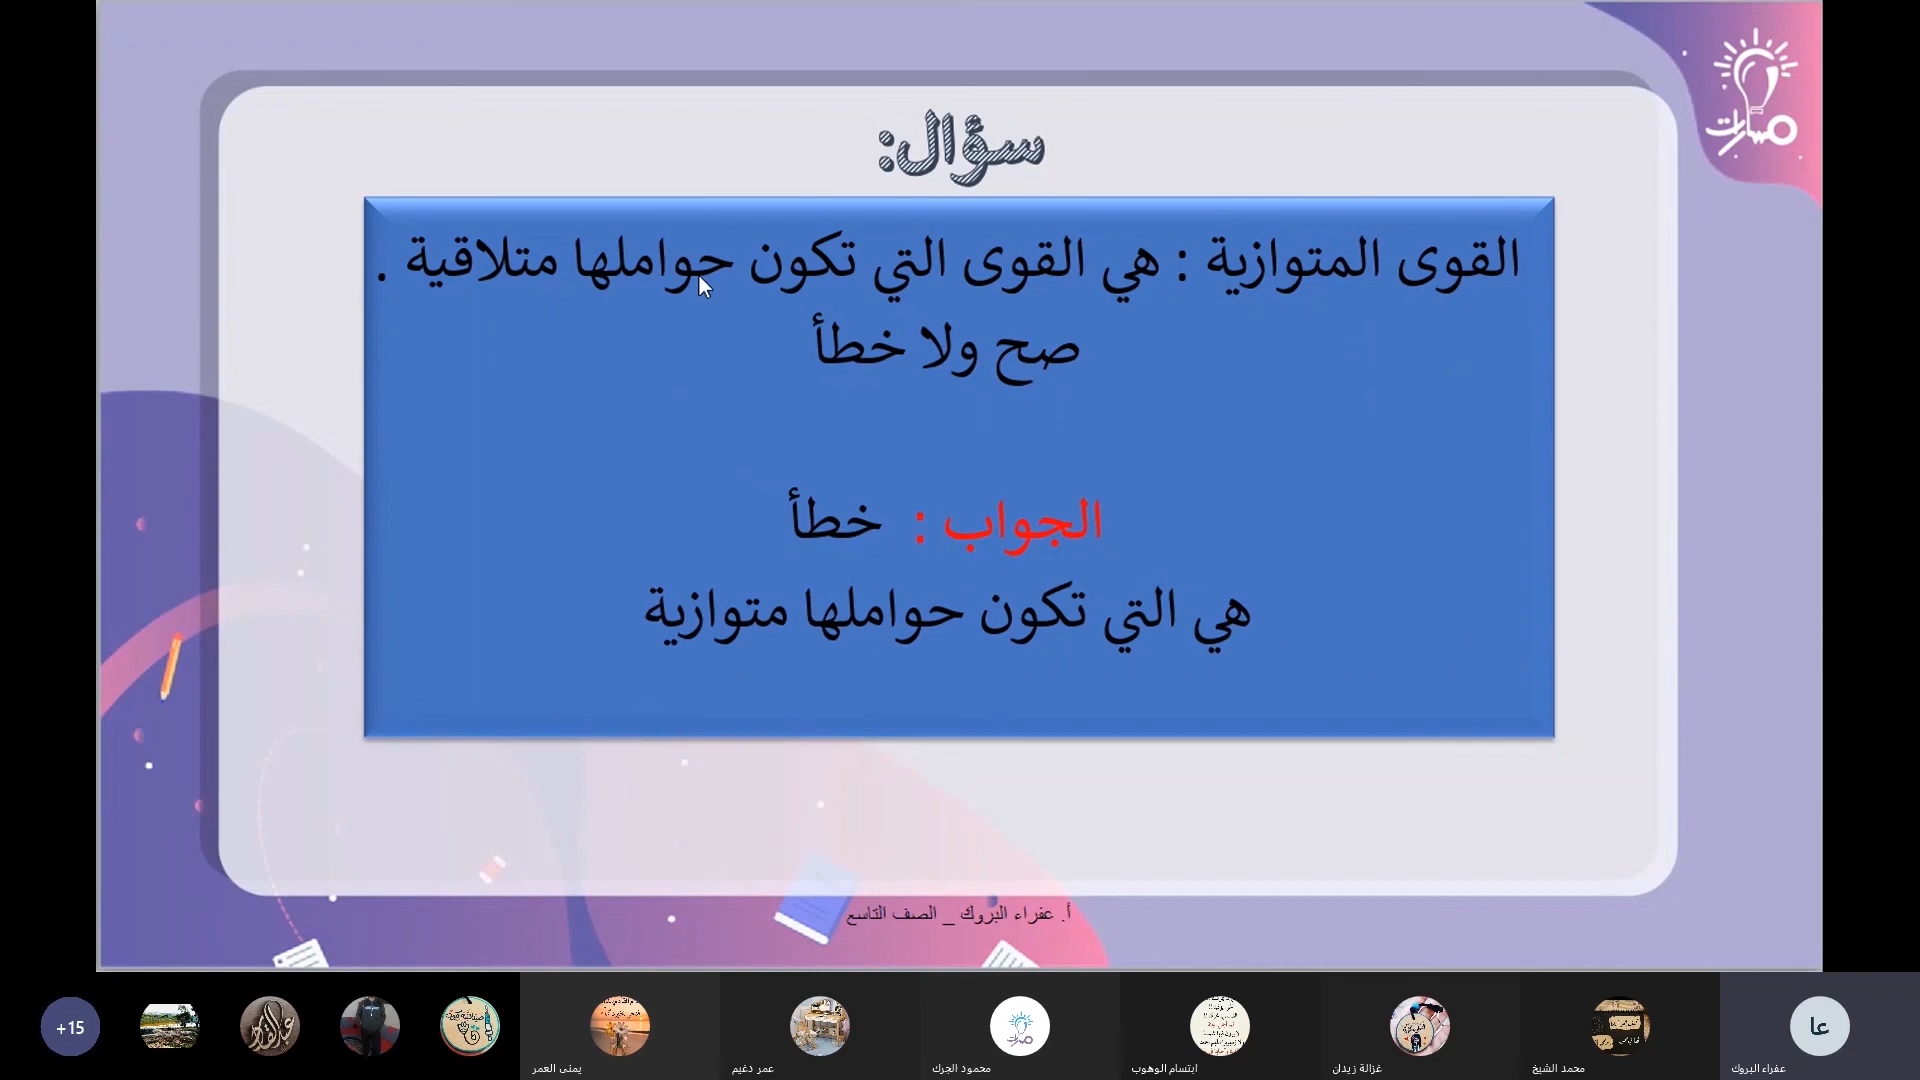 مسارات
سؤال:
القوى المتوازية : هي القوى التي تكون حواملها متلاقية .
صح ولا خطأ
الجواب : خطأ
هي التي تكون حواملها متوازية
أ. عفراء البروك _ الصف التاسع
+15
يمنى العمر
عمر دغيم
محمود الجرك
ابتسام الوهوب
غزالة زيدان
محمد الشيخ
عا
عفراء البروك